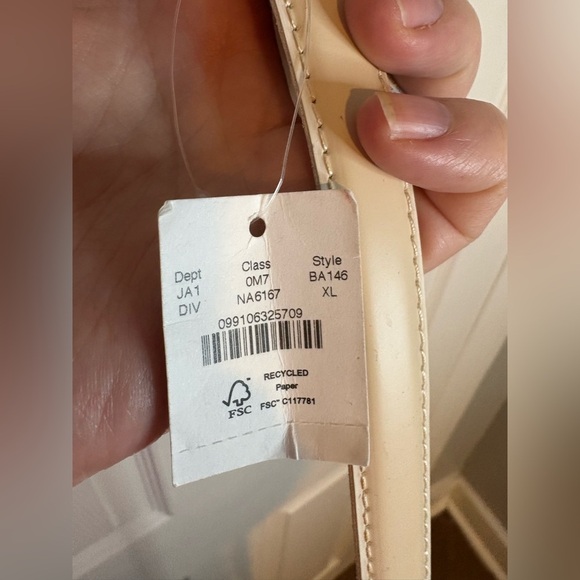 Dept Class Style
JA1 0M7 BA146
DIV NA6167 XL
099106325709
RECYCLED
Paper
FSC™ C117781
FSC